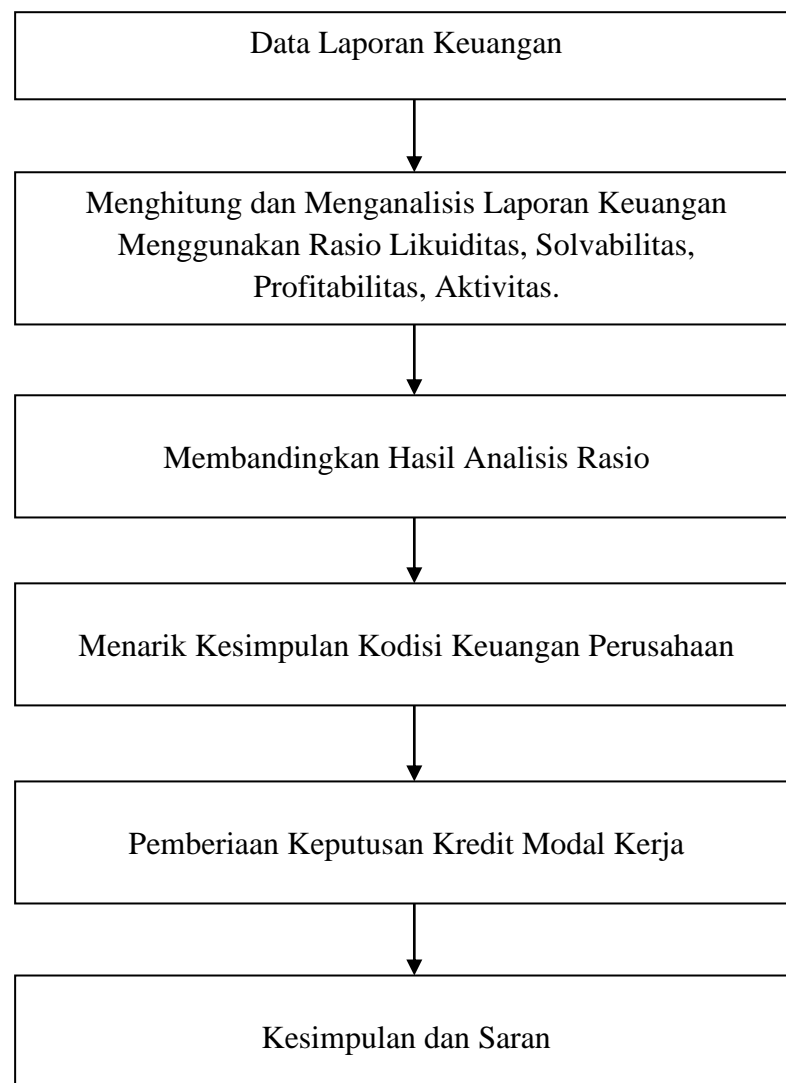 Data Laporan Keuangan
Menghitung dan Menganalisis Laporan Keuangan
Menggunakan Rasio Likuiditas, Solvabilitas,
Profitabilitas, Aktivitas.
Membandingkan Hasil Analisis Rasio
Menarik Kesimpulan Kodisi Keuangan Perusahaan
Pemberiaan Keputusan Kredit Modal Kerja
Kesimpulan dan Saran